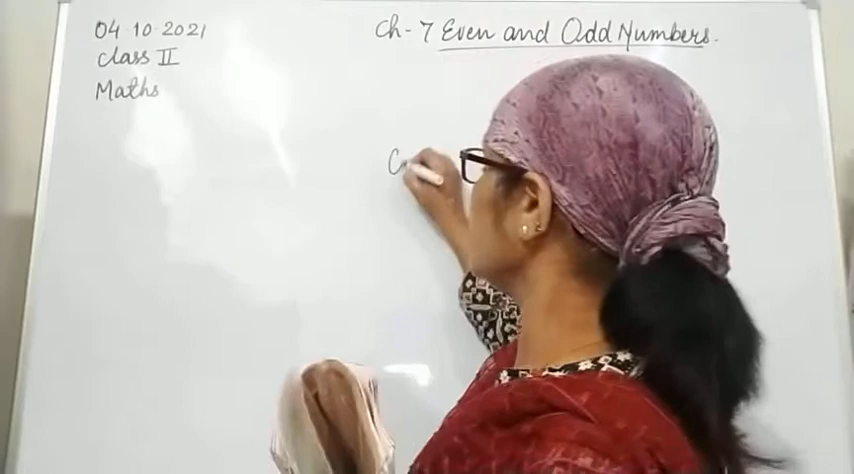 04.10.2021
Ch-7 Even and Odd Numbers.
Class II
Maths
C